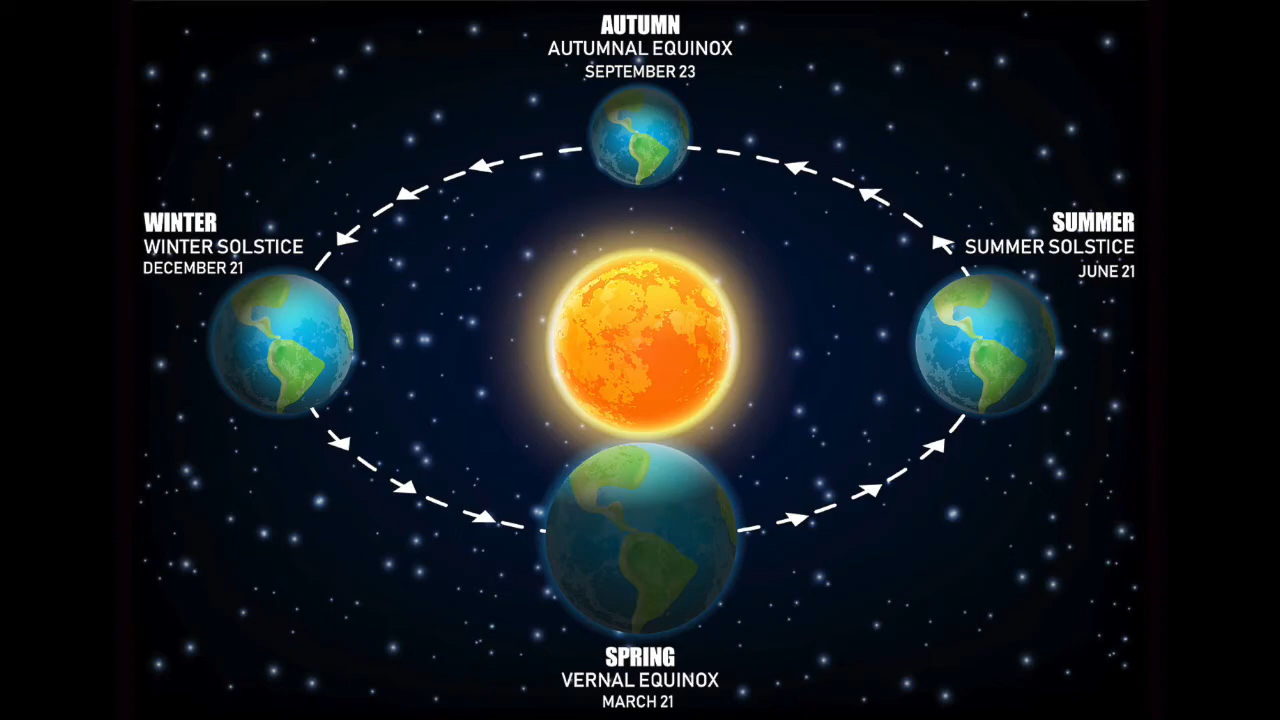 AUTUMN
AUTUMNAL EQUINOX
SEPTEMBER 23
WINTER
WINTER SOLSTICE
DECEMBER 21
SUMMER
SUMMER SOLSTICE
JUNE 21
SPRING
VERNAL EQUINOX
MARCH 21